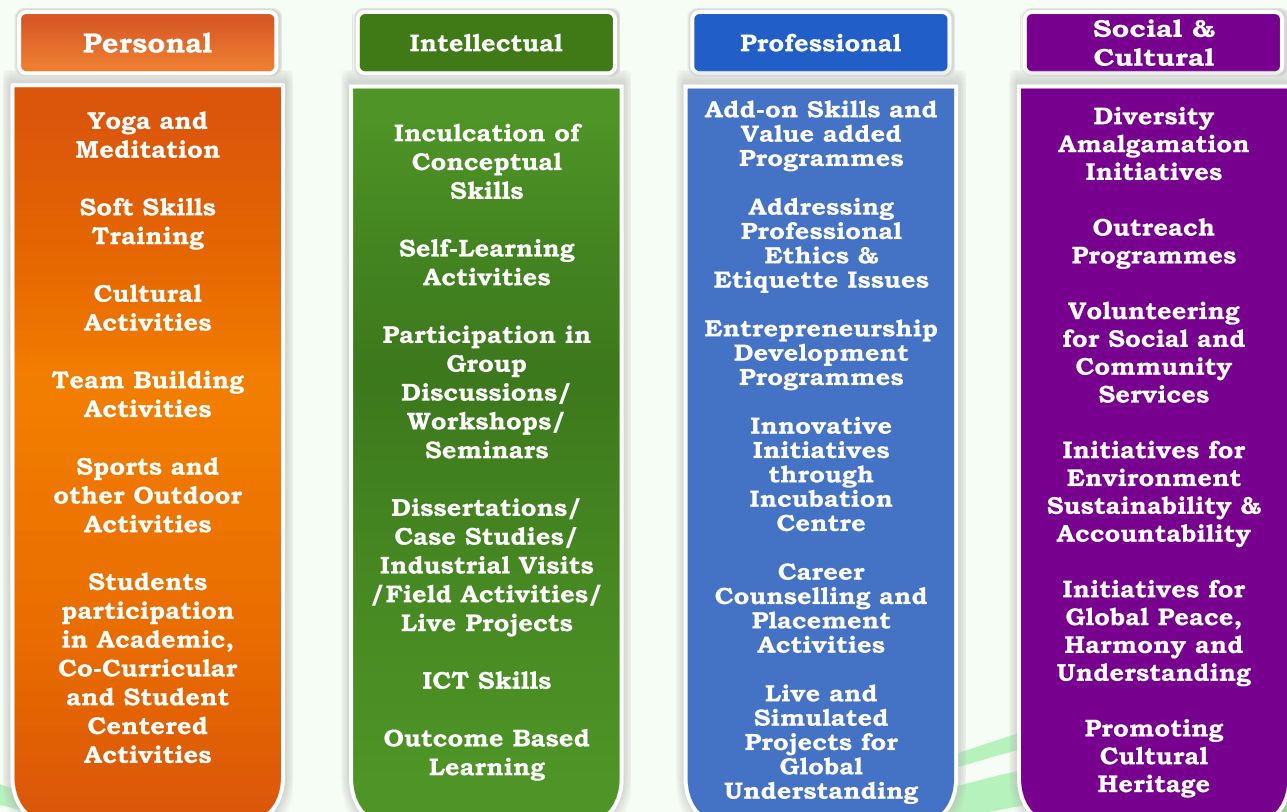 Personal
Yoga and
Meditation
Soft Skills
Training
Cultural
Activities
Team Building
Activities
Sports and
other Outdoor
Activities
Students
participation
in Academic,
Co-Curricular
and Student
Centered
Activities
Intellectual
Inculcation of
Conceptual
Skills
Self-Learning
Activities
Participation in
Group
Discussions/
Workshops/
Seminars
Dissertations/
Case Studies/
Industrial Visits
/Field Activities/
Live Projects
ICT Skills
Outcome Based
Learning
Professional
Add-on Skills and
Value added
Programmes
Addressing
Professional
Ethics &
Etiquette Issues
Entrepreneurship
Development
Programmes
Innovative
Initiatives
through
Incubation
Centre
Career
Counselling and
Placement
Activities
Live and
Simulated
Projects for
Global
Understanding
Social &
Cultural
Diversity
Amalgamation
Initiatives
Outreach
Programmes
Volunteering
for Social and
Community
Services
Initiatives for
Environment
Sustainability &
Accountability
Initiatives for
Global Peace,
Harmony and
Understanding
Promoting
Cultural
Heritage